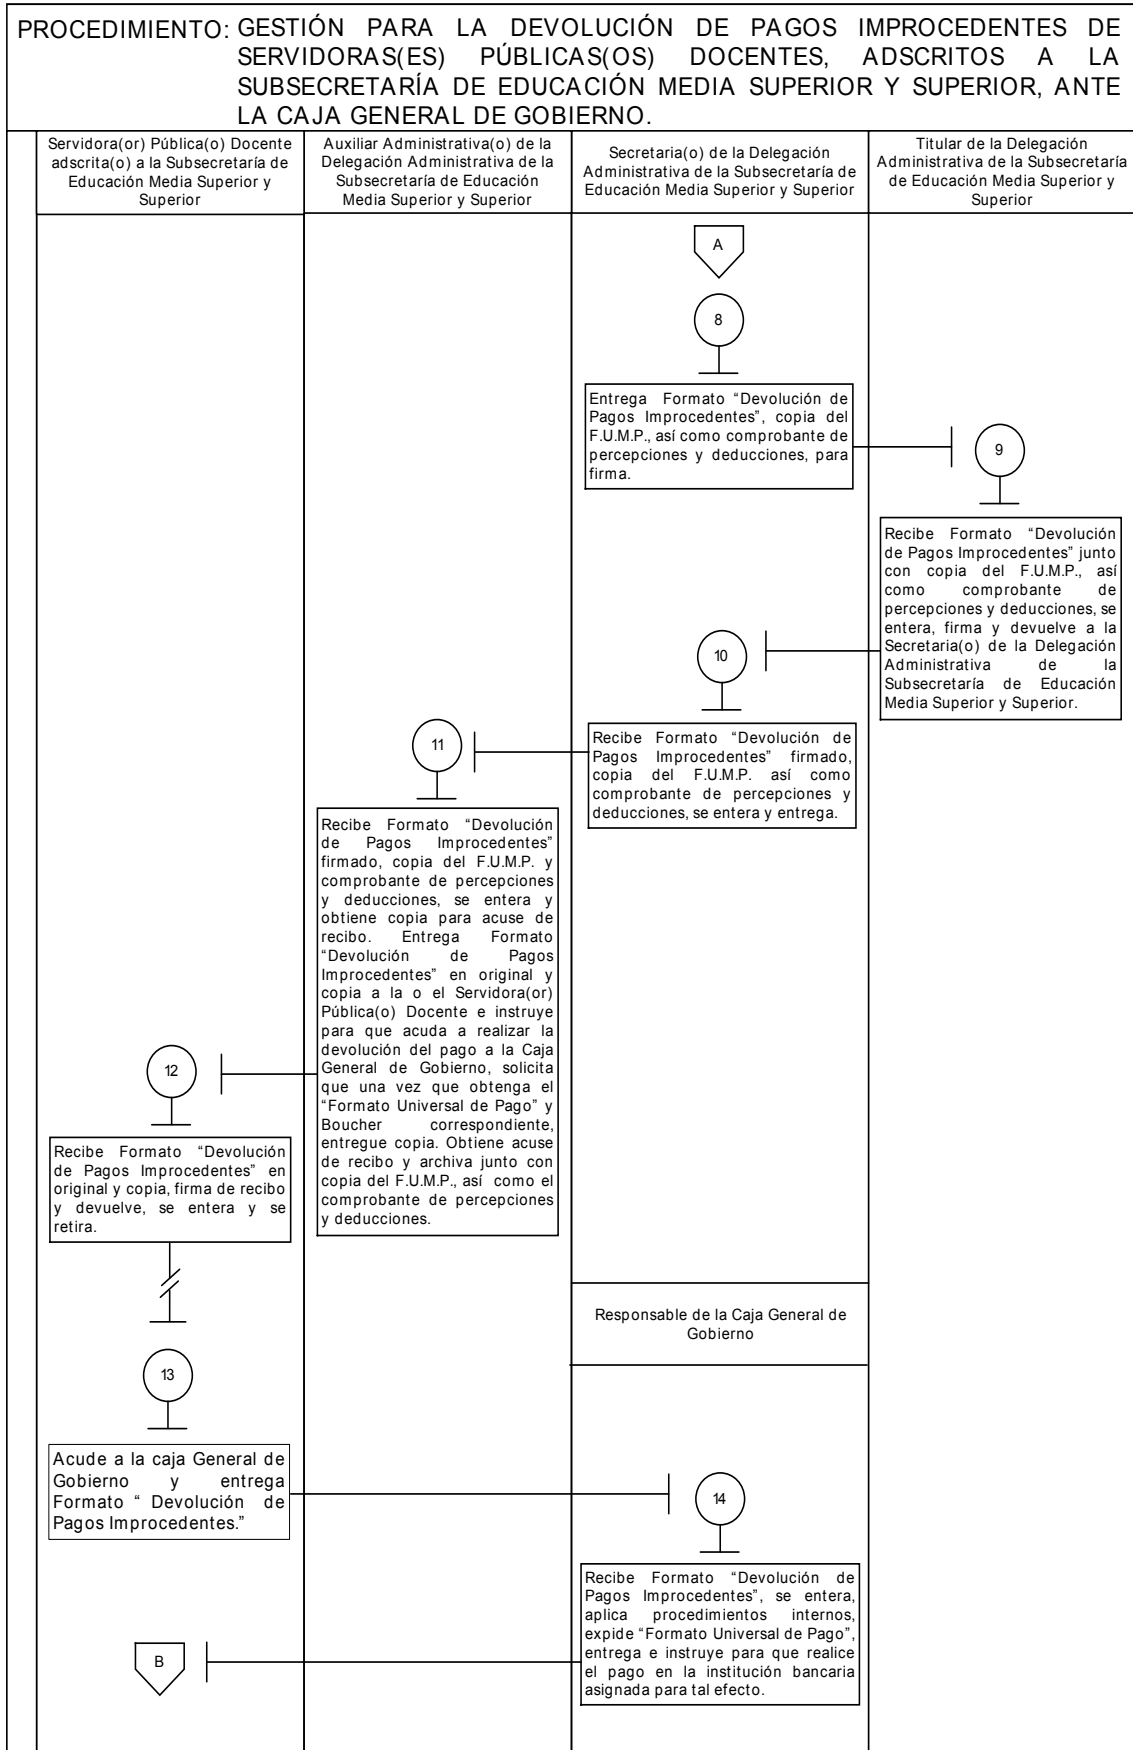 PROCEDIMIENTO: GESTIÓN PARA LA DEVOLUCIÓN DE PAGOS IMPROCEDENTES DE
SERVIDORAS(ES) PÚBLICAS(OS) DOCENTES, ADSCRITOS A LA
SUBSECRETARÍA DE EDUCACIÓN MEDIA SUPERIOR Y SUPERIOR, ANTE
LA CAJA GENERAL DE GOBIERNO.
Servidora(or) Pública(o) Docente
adscrita(o) a la Subsecretaría de
Educación Media Superior y
Superior
Auxiliar Administrativa(o) de la
Delegación Administrativa de la
Subsecretaría de Educación
Media Superior y Superior
Secretaria(o) de la Delegación
Administrativa de la Subsecretaría de
Educación Media Superior y Superior
Titular de la Delegación
Administrativa de la Subsecretaría
de Educación Media Superior y
Superior
A
8
Entrega Formato “Devolución de
Pagos Improcedentes”, copia del
F.U.M.P., así como comprobante de
percepciones y deducciones, para
firma.
9
Recibe Formato “Devolución
de Pagos Improcedentes” junto
con copia del F.U.M.P., así
como comprobante de
percepciones y deducciones, se
entera, firma y devuelve a la
Secretaria(o) de la Delegación
Administrativa de la
Subsecretaría de Educación
Media Superior y Superior.
10
Recibe Formato “Devolución de
Pagos Improcedentes” firmado,
copia del F.U.M.P. así como
comprobante de percepciones y
deducciones, se entera y entrega.
11
Recibe Formato “Devolución
de Pagos Improcedentes”
firmado, copia del F.U.M.P. y
comprobante de percepciones
y deducciones, se entera y
obtiene copia para acuse de
recibo. Entrega Formato
“Devolución de Pagos
Improcedentes” en original y
copia a la o el Servidora(or)
Pública(o) Docente e instruye
para que acuda a realizar la
devolución del pago a la Caja
General de Gobierno, solicita
que una vez que obtenga el
“Formato Universal de Pago” y
Boucher correspondiente,
entregue copia. Obtiene acuse
de recibo y archiva junto con
copia del F.U.M.P., así como el
comprobante de percepciones
y deducciones.
12
Recibe Formato “Devolución
de Pagos Improcedentes” en
original y copia, firma de recibo
y devuelve, se entera y se
retira.
Responsable de la Caja General de
Gobierno
13
Acude a la caja General de
Gobierno y entrega
Formato “ Devolución de
Pagos Improcedentes.”
14
Recibe Formato “Devolución de
Pagos Improcedentes”, se entera,
aplica procedimientos internos,
expide “Formato Universal de Pago”,
entrega e instruye para que realice
el pago en la institución bancaria
asignada para tal efecto.
B